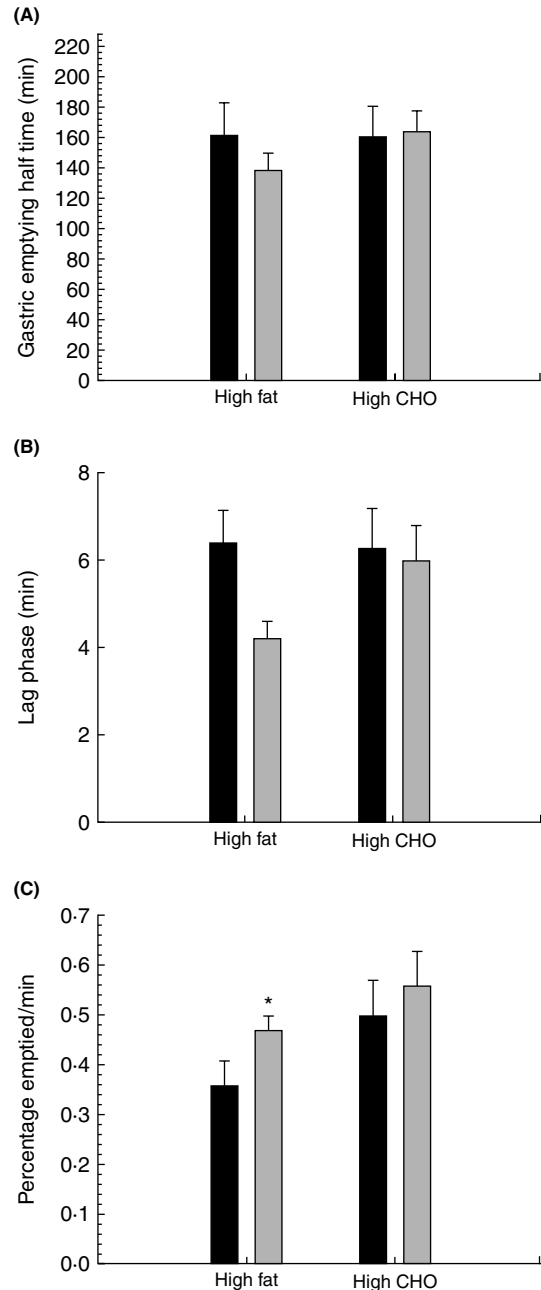 (A)
Gastric emptying half time (min)
220
200
180
160
140
120
100
80
60
40
20
0
High fat
High CHO
(B)
Lag phase (min)
8
6
4
2
0
High fat
High CHO
(C)
Percentage emptied/min
0·7
0·6
0·5
0·4
0·3
0·2
0·1
0·0
*
High fat
High CHO